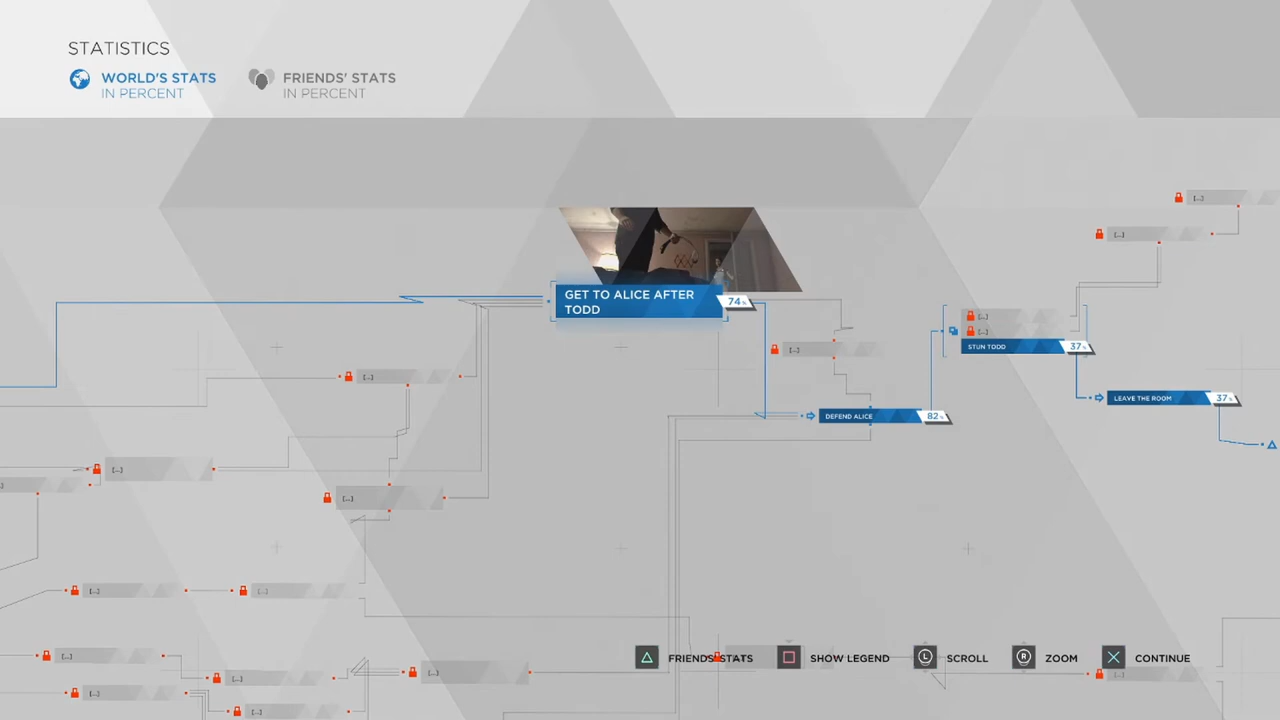 STATISTICS
WORLD'S STATS
IN PERCENT
FRIENDS' STATS
IN PERCENT
[...]
[...]
GET TO ALICE AFTER
TODD
74%
[...]
[...]
STUN TODD
37%
[...]
[...]
LEAVE THE ROOM
37%
DEFEND ALICE
82%
[...]
[...]
[...]
[...]
[...]
[...]
[...]
[...]
[...]
[...]
FRIENDS' STATS
SHOW LEGEND
L
SCROLL
R
ZOOM
CONTINUE